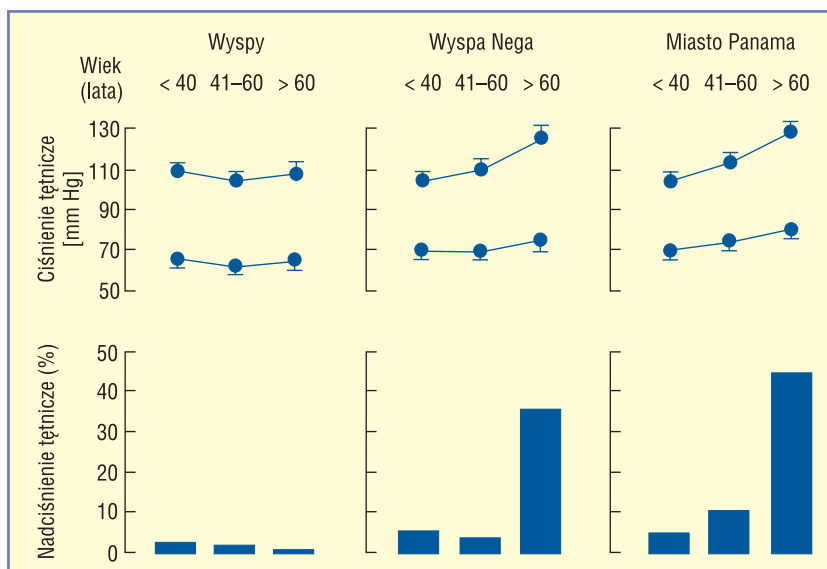 Wyspy Wyspa Nega Miasto Panama
Wiek
(lata) < 40 41–60 > 60 < 40 41–60 > 60 < 40 41–60 > 60
Ciśnienie tętnicze
[mm Hg]
130
110
90
70
50
Nadciśnienie tętnicze (%)
50
40
30
20
10
0